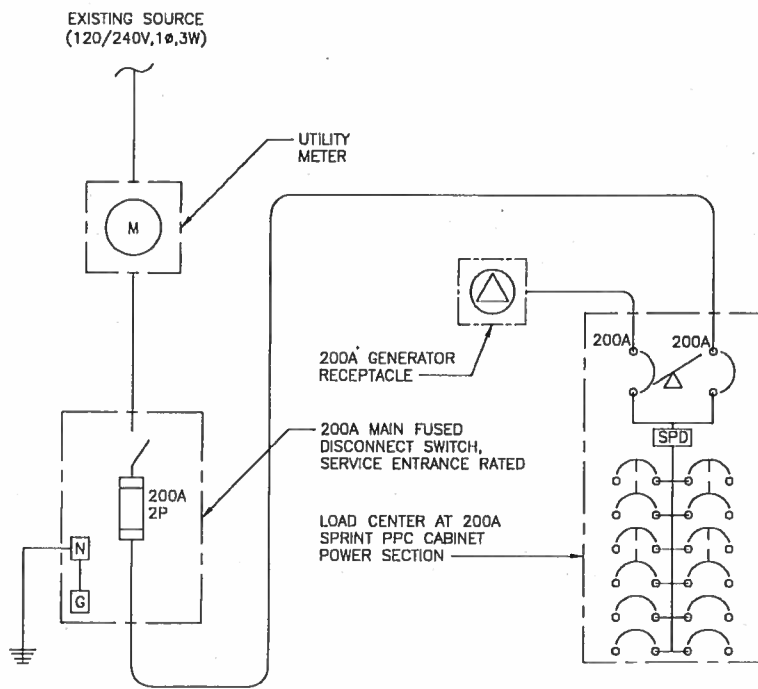 EXISTING SOURCE
(120/240V,1ø,3W)
UTILITY
METER
M
200A GENERATOR
RECEPTACLE
200A
200A
SPD
200A MAIN FUSED
DISCONNECT SWITCH,
SERVICE ENTRANCE RATED
200A
2P
LOAD CENTER AT 200A
SPRINT PPC CABINET
POWER SECTION
N
G